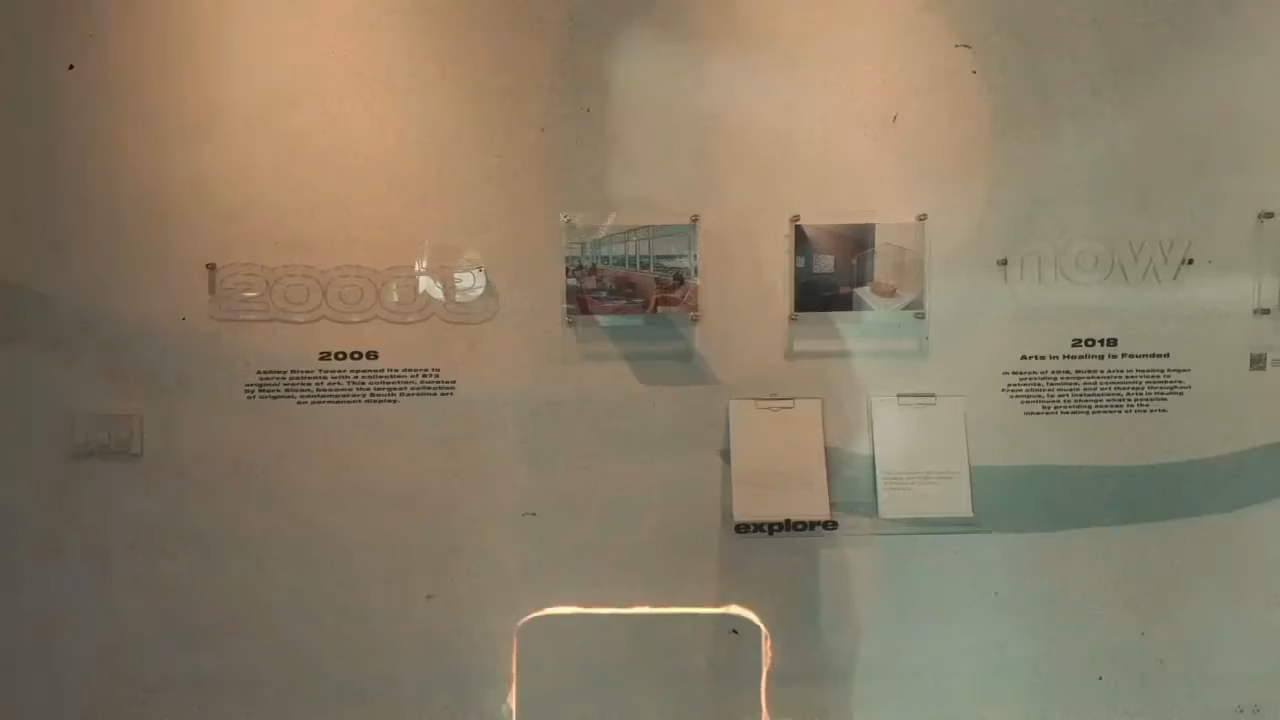 2000s
2006
Ashley River Tower opened its doors to
serve patients with a collection of 873
original works of art. This collection, curated
by Mark Sloan, become the largest collection
of original, contemporary South Carolina art
on permanent display.
explore
now
2018
Arts in Healing is Founded
In March of 2018, MUSC's Arts in Healing began
providing comprehensive services to
patients, families, and community members.
From clinical music and art therapy throughout
campus, to art installations, Arts in Healing
continues to change what's possible
by providing access to the
inherent healing powers of the arts.